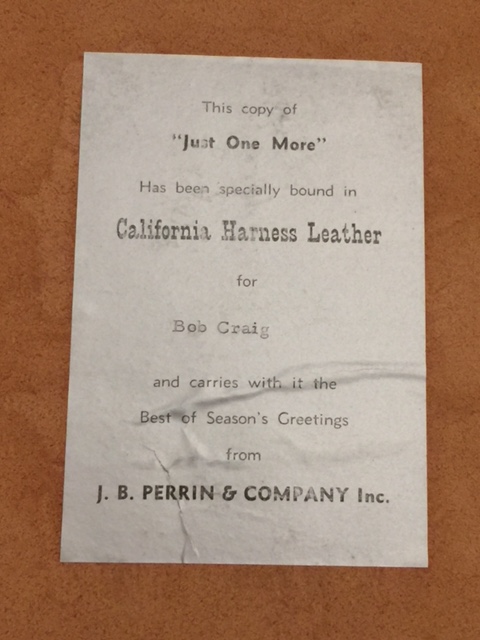 This copy of
"Just One More"
Has been specially bound in
California Harness Leather
for
Bob Craig
and carries with it the
Best of Season's Greetings
from
J. B. PERRIN & COMPANY Inc.